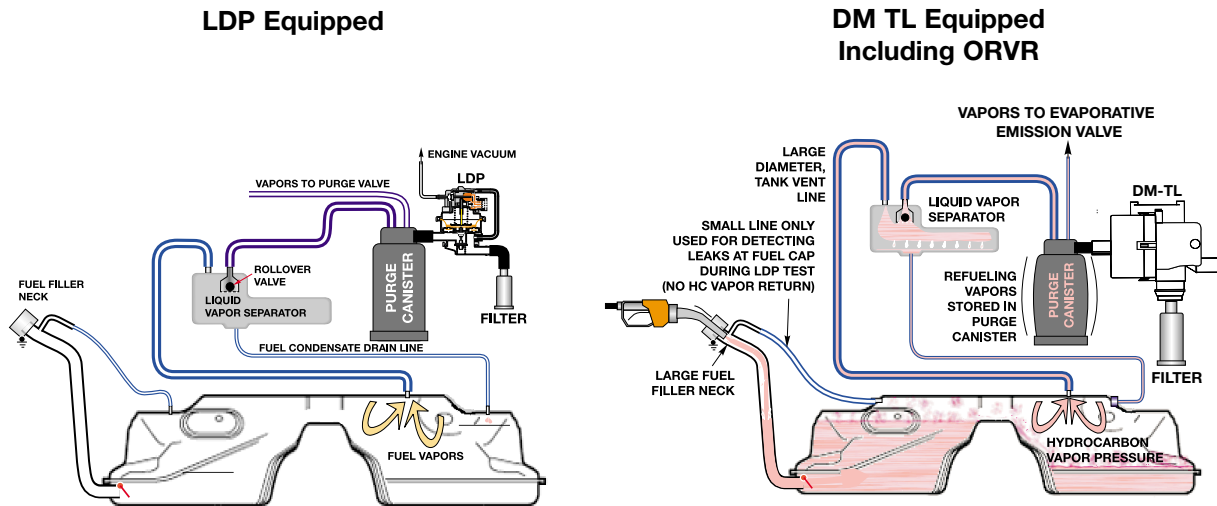 LDP Equipped
ENGINE VACUUM
LDP
VAPORS TO PURGE VALVE
ROLLOVER
VALVE
FUEL FILLER
NECK
LIQUID
VAPOR SEPARATOR
PURGE
CANISTER
FILTER
FUEL CONDENSATE DRAIN LINE
FUEL VAPORS
DM TL Equipped
Including ORVR
VAPORS TO EVAPORATIVE
EMISSION VALVE
LARGE
DIAMETER,
TANK VENT
LINE
DM-TL
LIQUID VAPOR
SEPARATOR
SMALL LINE ONLY
USED FOR DETECTING
LEAKS AT FUEL CAP
DURING LDP TEST
(NO HC VAPOR RETURN)
REFUELING
VAPORS
STORED IN
PURGE
CANISTER
PURGE
CANISTER
FILTER
LARGE FUEL
FILLER NECK
HYDROCARBON
VAPOR PRESSURE